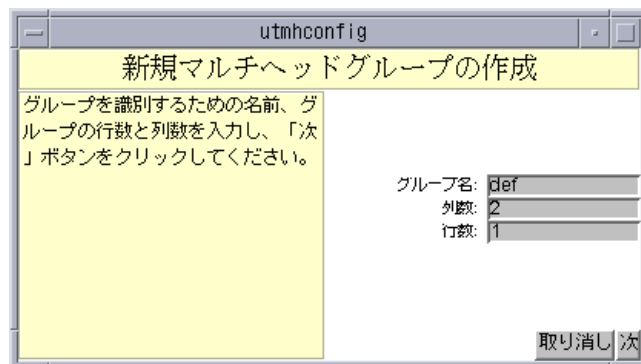 utmhconfig
新規マルチヘッドグループの作成
グループを識別するための名前、グ
ループの行数と列数を入力し、「次
」ボタンをクリックしてください。
グループ名: def
列数: 2
行数: 1
取り消し 次